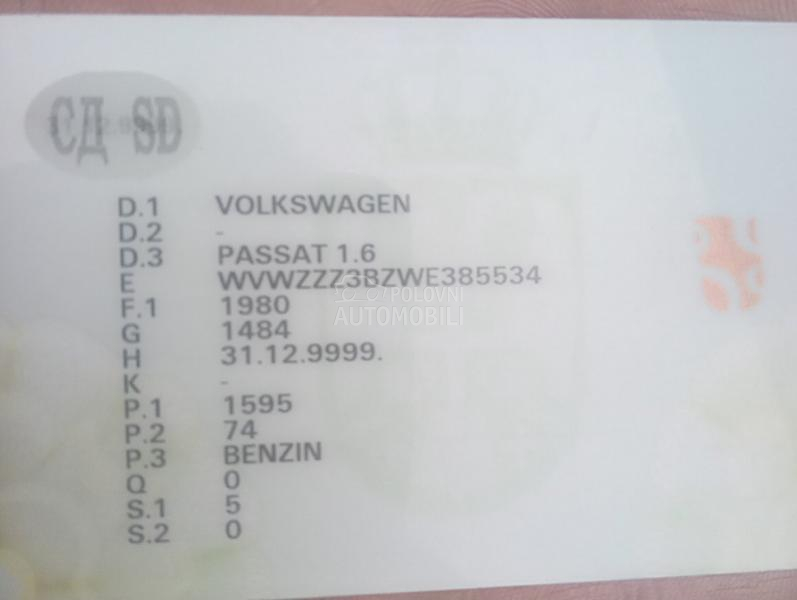 СД SD
D.1 VOLKSWAGEN
D.2 -
D.3 PASSAT 1.6
E WVWZZZ3BZWE385534
F.1 1980
G 1484
H 31.12.9999.
K -
P.1 1595
P.2 74
P.3 BENZIN
Q 0
S.1 5
S.2 0
POLOVNI
AUTOMOBILI